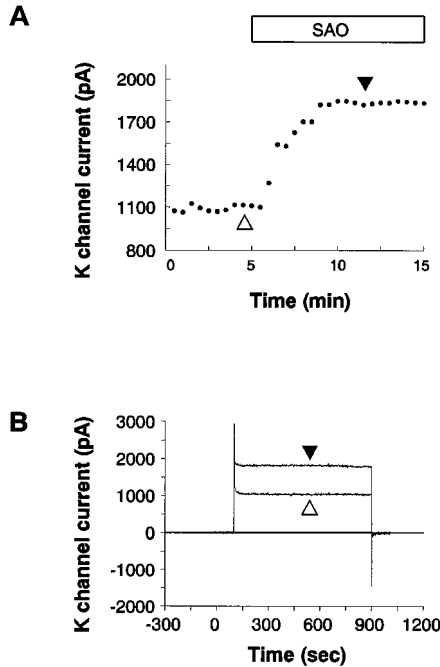 A
SAO
K channel current (pA)
2000
1700
1400
1100
800
0 5 10 15
Time (min)
B
K channel current (pA)
3000
2000
1000
0
-1000
-2000
-300 0 300 600 900 1200
Time (sec)